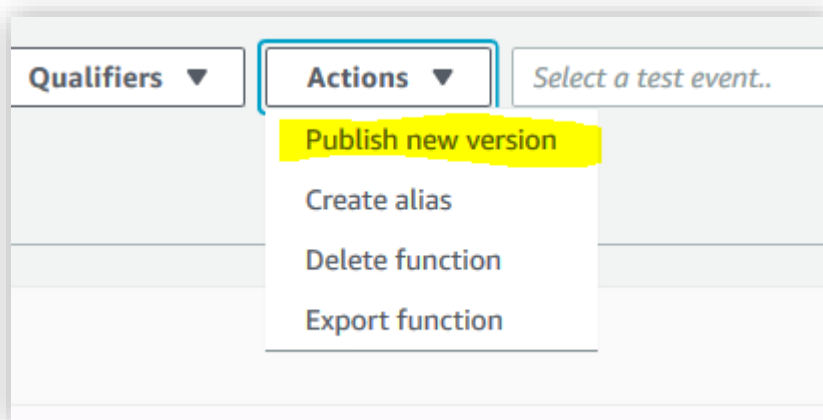 Qualifiers Actions Select a test event..
Publish new version
Create alias
Delete function
Export function